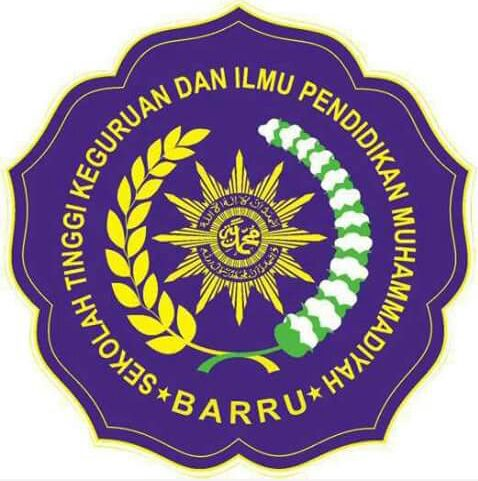 SEKOLAH TINGGI KEGURUAN DAN ILMU PENDIDIKAN MUHAMMADIYAH
BARRU